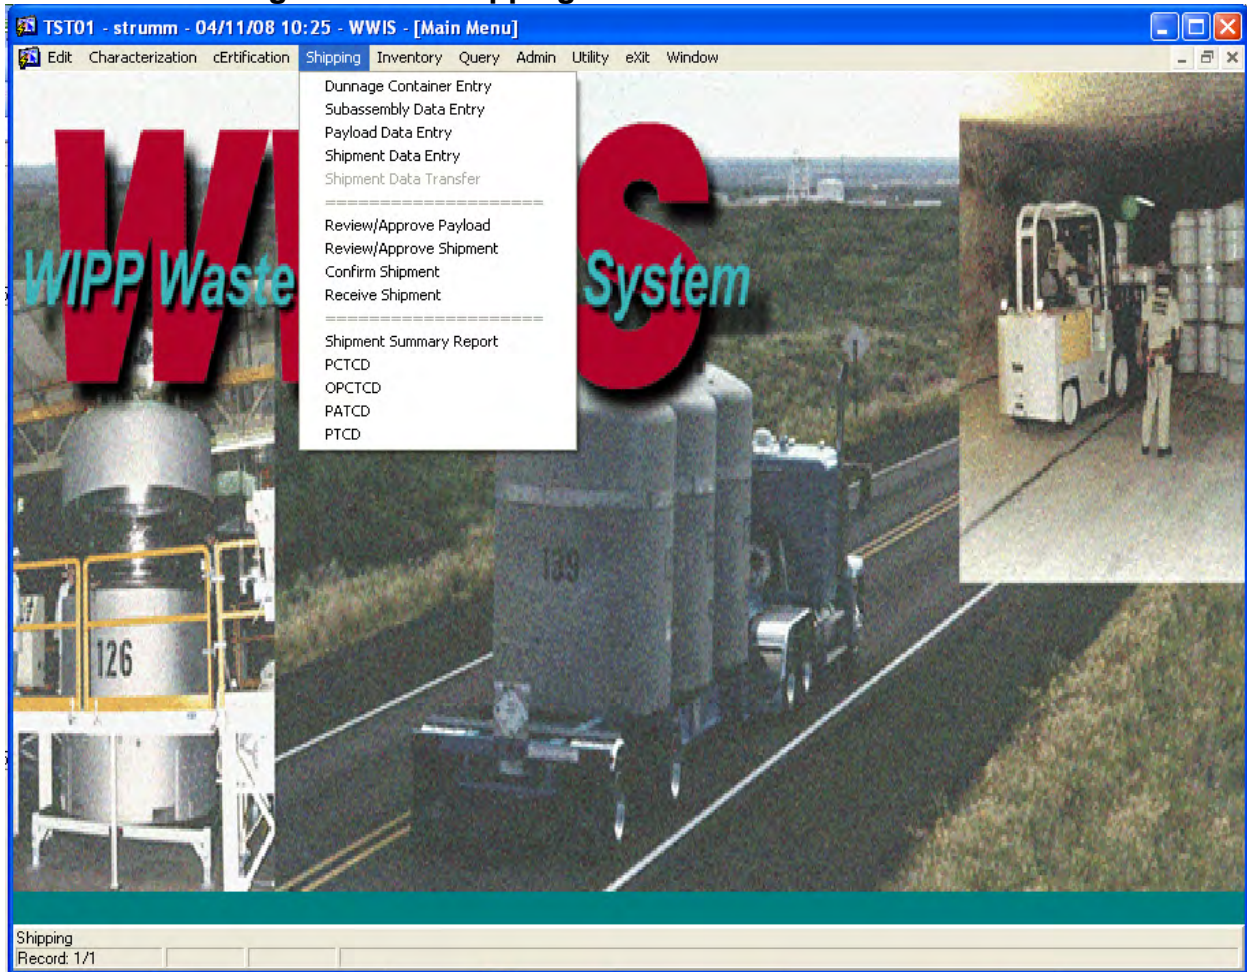 TST01 - strumm - 04/11/08 10:25 - WWIS - [Main Menu]
Edit Characterization cErtification Shipping Inventory Query Admin Utility eXit Window
Dunnage Container Entry
Subassembly Data Entry
Payload Data Entry
Shipment Data Entry
Shipment Data Transfer
====================
Review/Approve Payload
Review/Approve Shipment
Confirm Shipment
Receive Shipment
====================
Shipment Summary Report
PCTCD
OPCTCD
PATCD
PTCD
WIPP Waste System
139
126
Shipping
Record: 1/1